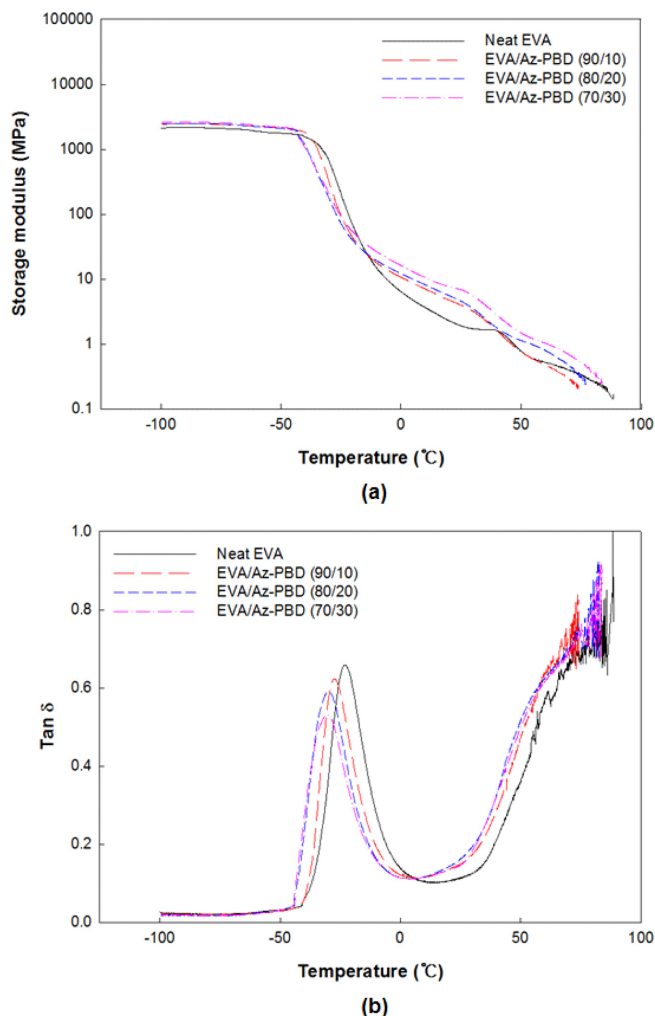 100000
10000
1000
100
10
1
0.1
Storage modulus (MPa)
Neat EVA
EVA/Az-PBD (90/10)
EVA/Az-PBD (80/20)
EVA/Az-PBD (70/30)
-100
-50
0
50
100
Temperature (℃)
(a)
1.0
0.8
0.6
0.4
0.2
0.0
Tan δ
Neat EVA
EVA/Az-PBD (90/10)
EVA/Az-PBD (80/20)
EVA/Az-PBD (70/30)
-100
-50
0
50
100
Temperature (℃)
(b)